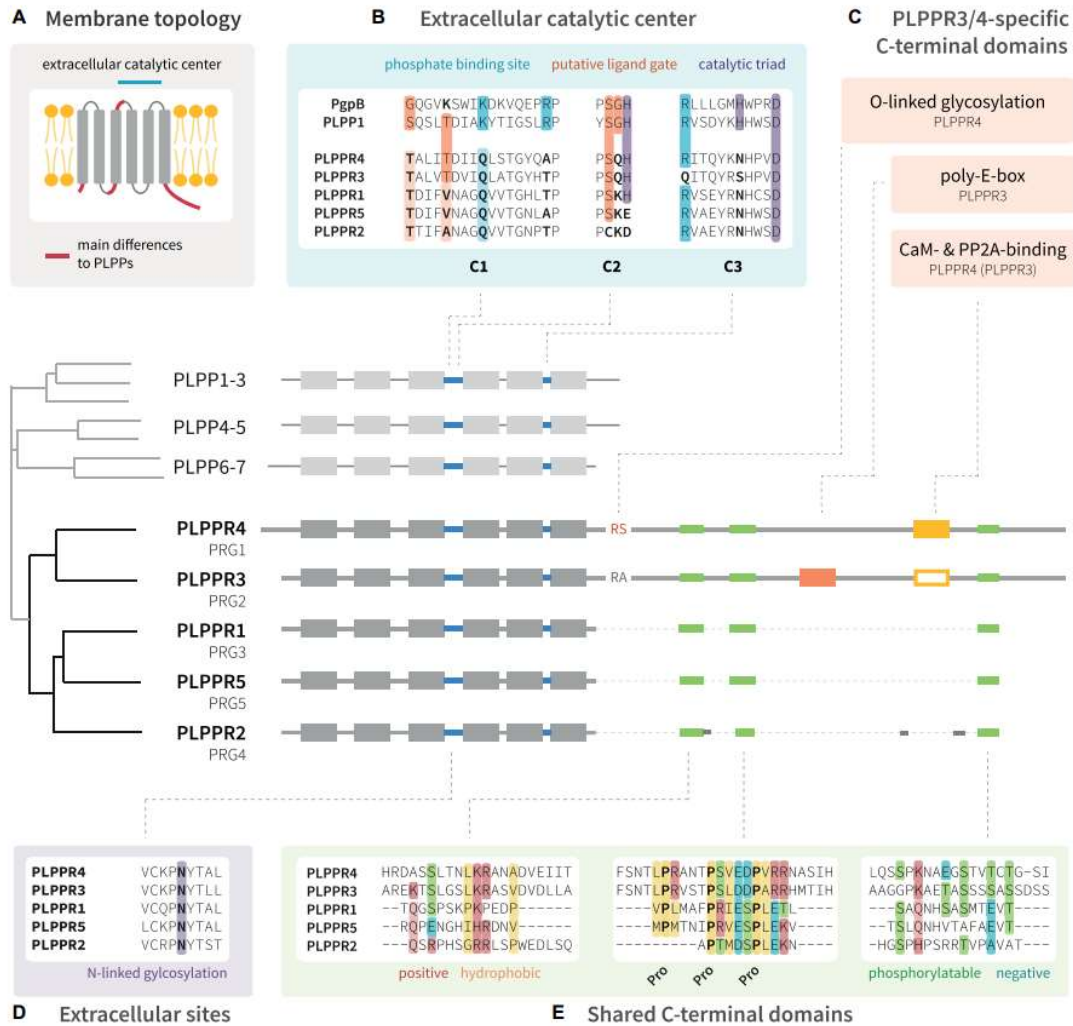 A Membrane topology
extracellular catalytic center
main differences
to PLPPs
B Extracellular catalytic center
phosphate binding site putative ligand gate catalytic triad
PgpB GQGVKSWIKDKVQEPRP PSGH RLLLGMHWPRD
PLPP1 SQSLTDIAKYTIGSLRP YSGH RVSDYKHHWSD
PLPPR4 TALITDIIQLSTGYQAP PSQH RITQYKNHPVD
PLPPR3 TALVTDVIQLATGYHTP PSQH QITQYKSHPVD
PLPPR1 TDIFVNAGQVVTGHLTP PSKH RVSEYRNHCSD
PLPPR5 TDIFVNAGQVVTGNLAP PSKE RVAEYRNHWSD
PLPPR2 TTIFANAGQVVTGNPTP PCKD RVAEYRNHWSD
C1 C2 C3
C PLPPR3/4-specific
C-terminal domains
O-linked glycosylation
PLPPR4
poly-E-box
PLPPR3
CaM- & PP2A-binding
PLPPR4 (PLPPR3)
PLPP1-3
PLPP4-5
PLPP6-7
PLPPR4 RS
PRG1
PLPPR3 RA
PRG2
PLPPR1
PRG3
PLPPR5
PRG5
PLPPR2
PRG4
PLPPR4 VCKPNYTAL
PLPPR3 VCKPNYTLL
PLPPR1 VCQPNYTAL
PLPPR5 LCKPNYTAL
PLPPR2 VCRPNYTST
N-linked gylcosylation
D Extracellular sites
PLPPR4 HRDASSLTNLKRANADVEIIT FSNTLPRANTPSVEDPVRRNASIH LQSSPKNAEGSTVTCTG-SI
PLPPR3 AREKTSLGSLKRASVDVDLLA FSNTLPRANTPSLDDPARRHMTIH AAGGPKAETASSSSASSDSS
PLPPR1 --TQGSPSKPKPEDP------ ---VPLMAFPRIESPLETL---- ---SAQNHSASMTEVT----
PLPPR5 --RQPENGHIHRDNV------ ---MPMTNIPRVESPLEKV---- ---TSLQNHVTAFAEVT---
PLPPR2 --QSRPHSGRRLSPWEDLSQ ---------APTMDSPLEKN--- -HGSPHPSRRTVPAVAT---
positive hydrophobic
Pro Pro Pro
phosphorylatable negative
E Shared C-terminal domains